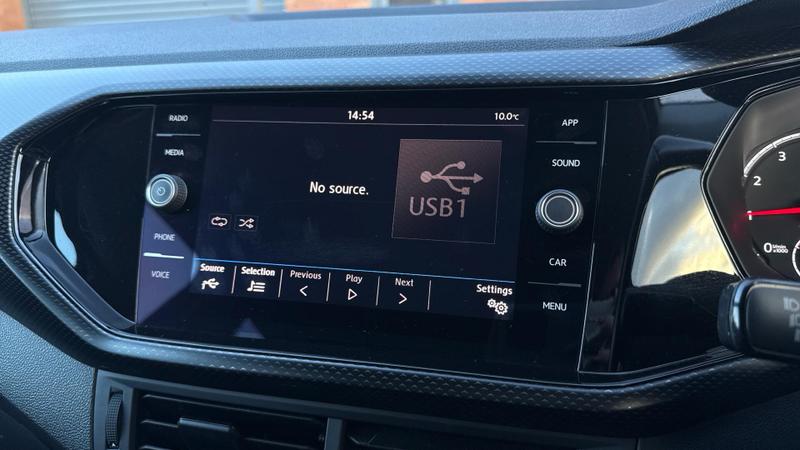 RADIO
MEDIA
PHONE
VOICE
14:54
10.0°C
No source.
USB1
Source
Selection
Previous
Play
Next
Settings
APP
SOUND
CAR
MENU
2
1
0